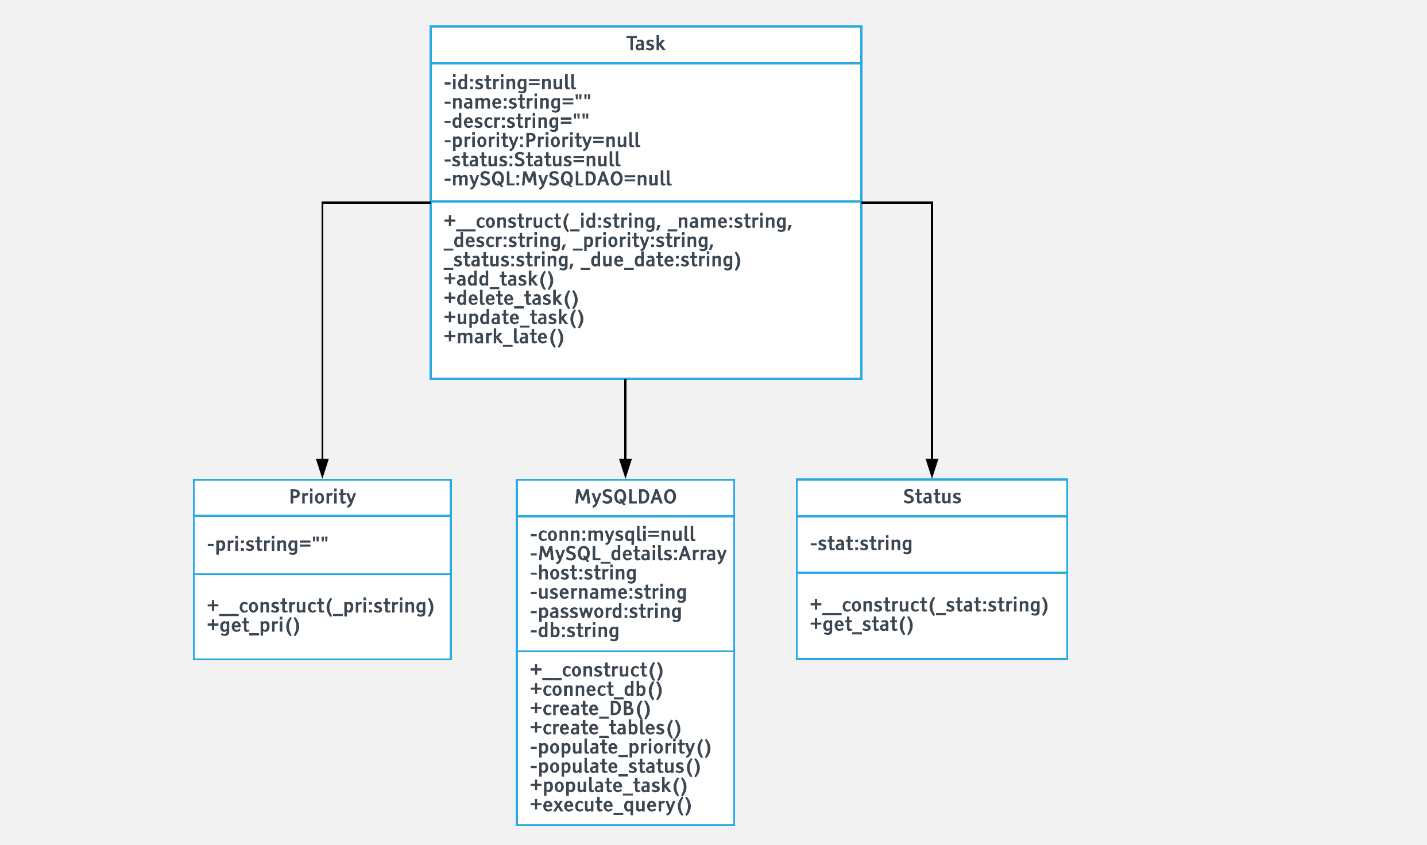 Task
-id:string=null
-name:string=""
-descr:string=""
-priority:Priority=null
-status:Status=null
-mySQL:MySQLDAO=null
+__construct(_id:string, _name:string,
_descr:string, _priority:string,
_status:string, _due_date:string)
+add_task()
+delete_task()
+update_task()
+mark_late()
Priority
-pri:string=""
+__construct(_pri:string)
+get_pri()
MySQLDAO
-conn:mysqli=null
-MySQL_details:Array
-host:string
-username:string
-password:string
-db:string
+__construct()
+connect_db()
+create_DB()
+create_tables()
-populate_priority()
-populate_status()
+populate_task()
+execute_query()
Status
-stat:string
+__construct(_stat:string)
+get_stat()